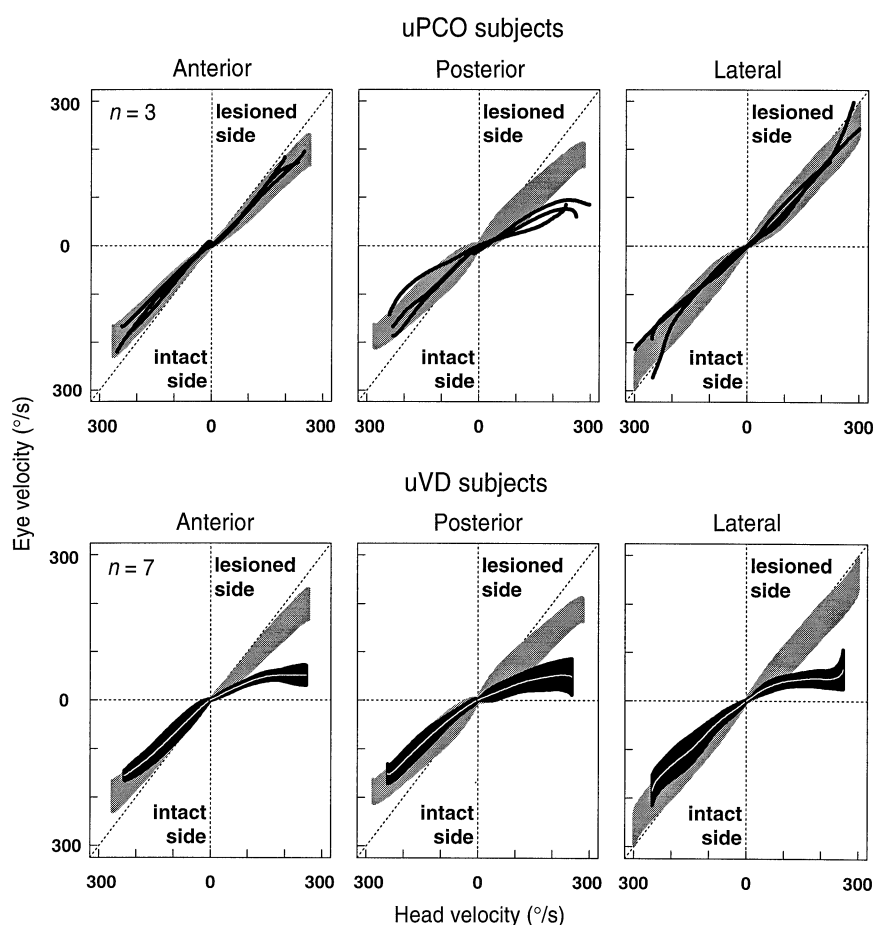 uPCO subjects
Anterior
Posterior
Lateral
300
n = 3
lesioned
side
lesioned
side
lesioned
side
0
intact
side
intact
side
intact
side
300
300 0 300 300 0 300 300 0 300
Eye velocity (°/s)
uVD subjects
Anterior
Posterior
Lateral
300
n = 7
lesioned
side
lesioned
side
lesioned
side
0
intact
side
intact
side
intact
side
300
300 0 300 300 0 300 300 0 300
Head velocity (°/s)